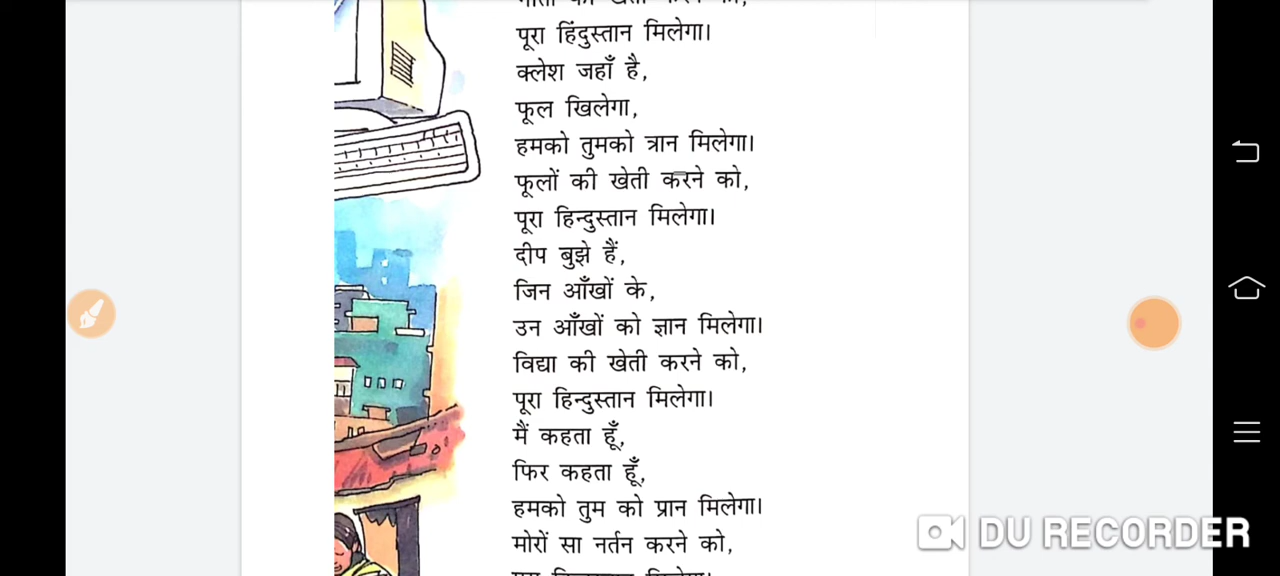 पूरा हिंदुस्तान मिलेगा।
क्लेश जहाँ है,
फूल खिलेगा,
हमको तुमको त्रान मिलेगा।
फूलों की खेती करने को,
पूरा हिन्दुस्तान मिलेगा।
दीप बुझे हैं,
जिन आँखों के,
उन आँखों को ज्ञान मिलेगा।
विद्या की खेती करने को,
पूरा हिन्दुस्तान मिलेगा।
मैं कहता हूँ,
फिर कहता हूँ,
हमको तुम को प्रान मिलेगा।
मोरों सा नर्तन करने को,
DU RECORDER